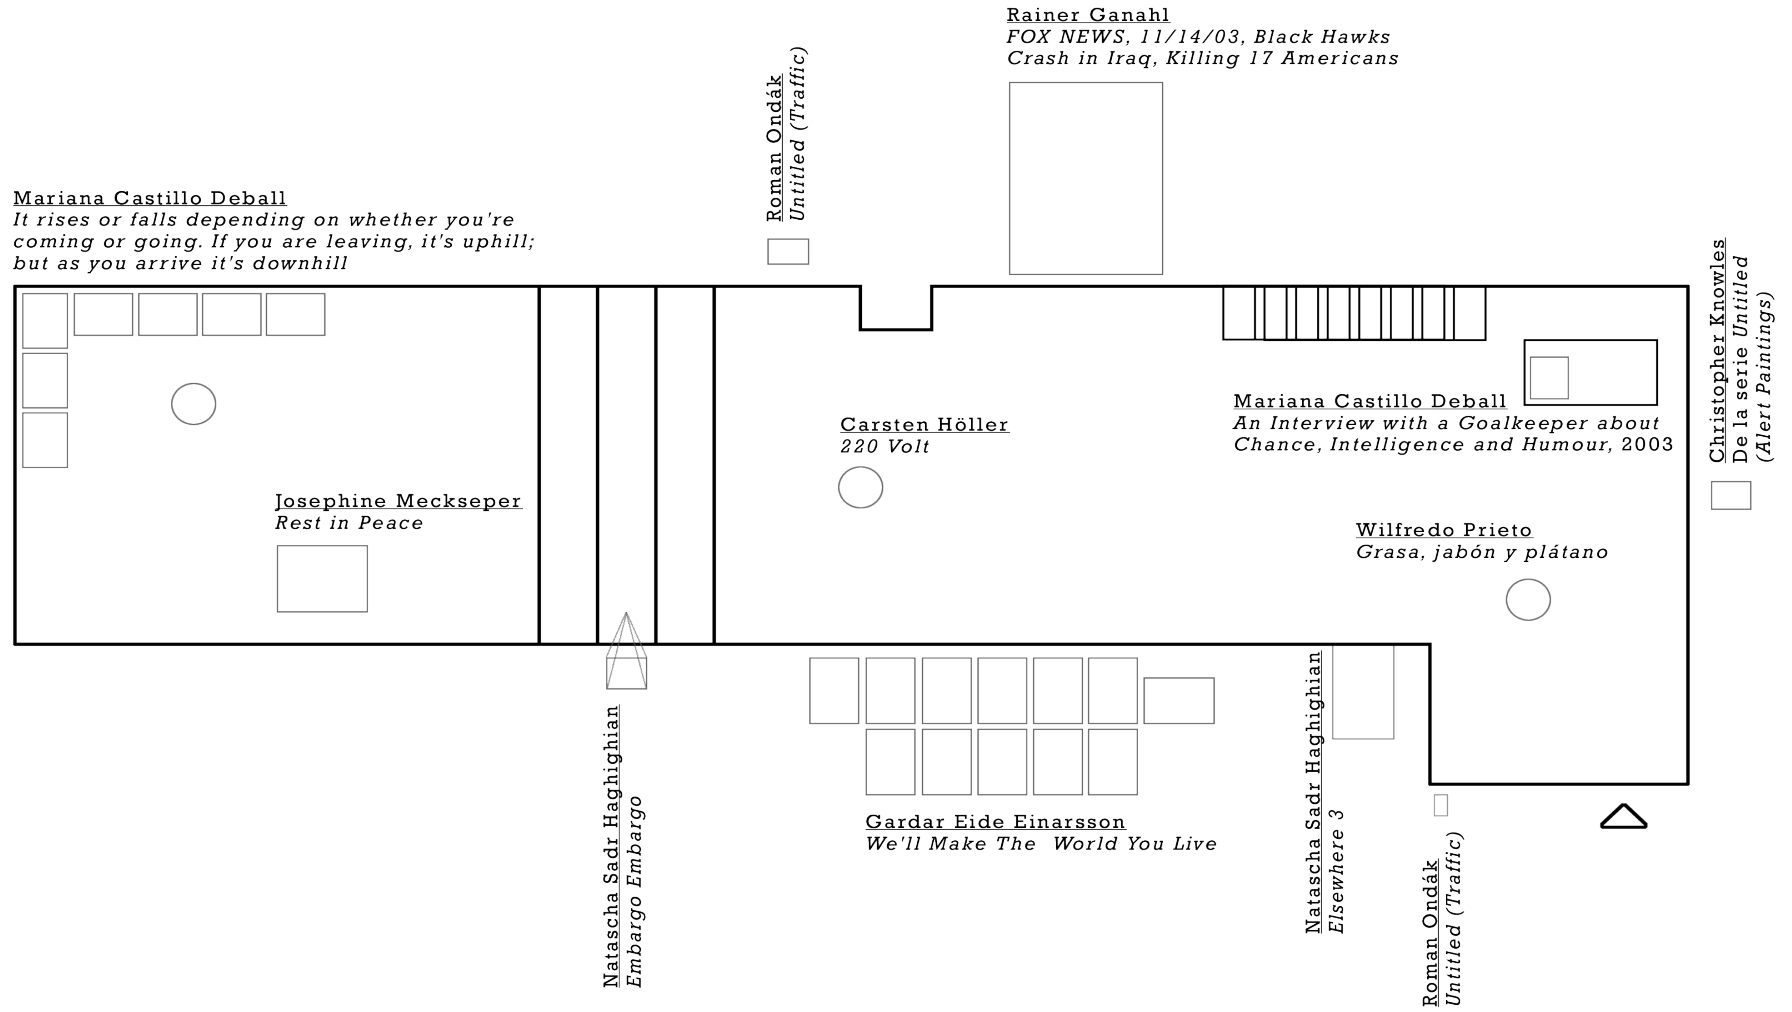 Rainer Ganahl
FOX NEWS, 11/14/03, Black Hawks
Crash in Iraq, Killing 17 Americans
Roman Ondák
Untitled (Traffic)
Mariana Castillo Deball
It rises or falls depending on whether you're
coming or going. If you are leaving, it's uphill;
but as you arrive it's downhill
Christopher Knowles
De la serie Untitled
(Alert Paintings)
Mariana Castillo Deball
An Interview with a Goalkeeper about
Chance, Intelligence and Humour, 2003
Carsten Höller
220 Volt
Josephine Meckseper
Rest in Peace
Wilfredo Prieto
Grasa, jabón y plátano
Natascha Sadr Haghighian
Embargo Embargo
Gardar Eide Einarsson
We'll Make The  World You Live
Natascha Sadr Haghighian
Elsewhere 3
Roman Ondák
Untitled (Traffic)